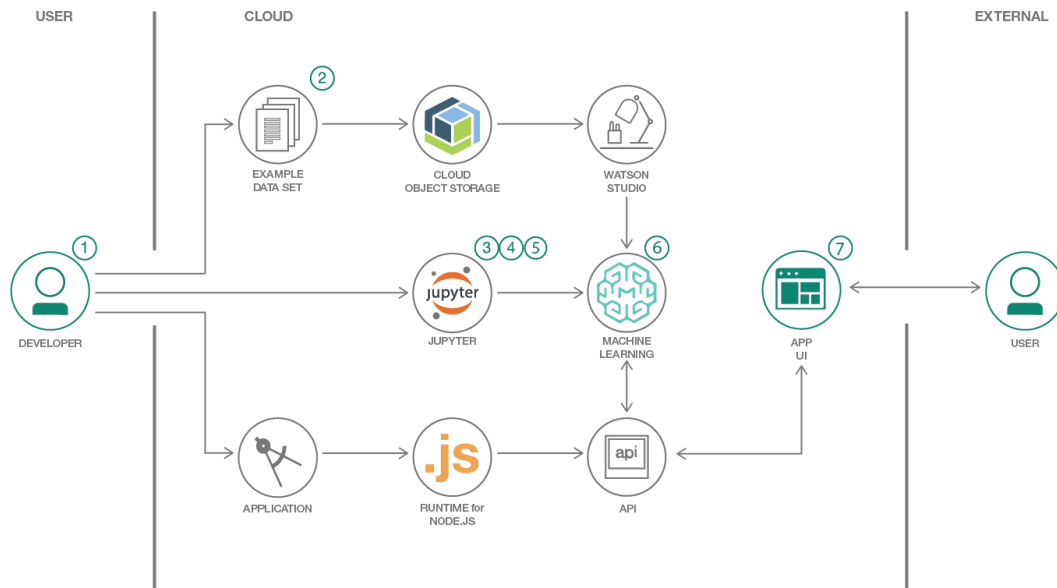 USER
CLOUD
EXTERNAL
2
EXAMPLE
DATA SET
CLOUD
OBJECT STORAGE
WATSON
STUDIO
1
3
4
5
6
7
jupyter
M
DEVELOPER
JUPYTER
MACHINE
LEARNING
APP
UI
USER
.js
api
APPLICATION
RUNTIME for
NODE.JS
API